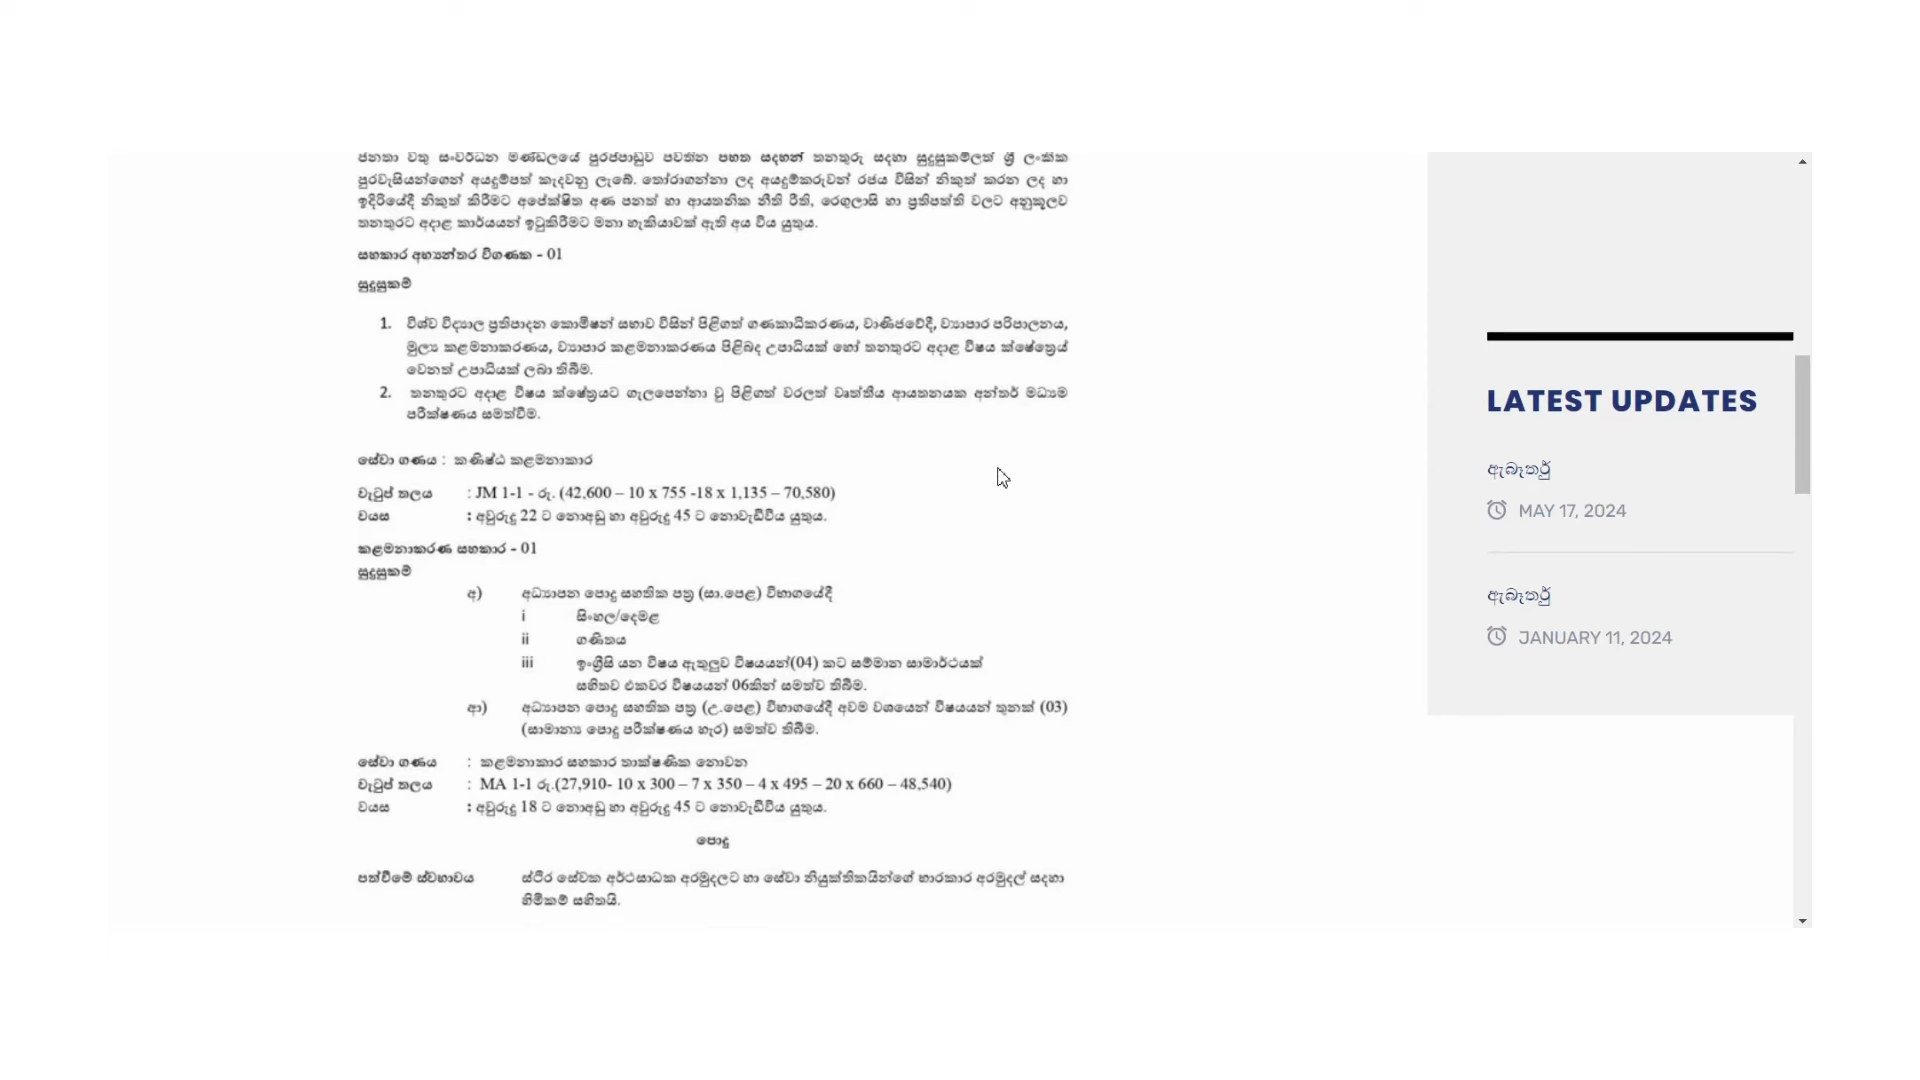 ජනතා වතු සංවර්ධන මණ්ඩලයේ පුරප්පාඩුව පවතින පහත සදහන් තනතුරු සදහා සුදුසුකම්ලත් ශ්‍රී ලංකික
පුරවැසියන්ගෙන් අයදුම්පත් කැදවනු ලැබේ. තෝරාගන්නා ලද අයදුම්කරුවන් රජය විසින් නිකුත් කරන ලද හා
ඉදිරියේදී නිකුත් කිරීමට අපේක්ෂිත අණ පනත් හා ආයතනික නීති රීති, රෙගුලාසි හා ප්‍රතිපත්ති වලට අනුකූලව
තනතුරට අදාළ කාර්යයන් ඉටුකිරීමට මනා හැකියාවක් ඇති අය විය යුතුය.
සහකාර අභ්‍යන්තර විගණක - 01
සුදුසුකම්
1. විශ්ව විද්‍යාල ප්‍රතිපාදන කොමිෂන් සභාව විසින් පිළිගත් ගණකාධිකරණය, වාණිජවේදී, ව්‍යාපාර පරිපාලනය,
මුල්‍ය කළමනාකරණය, ව්‍යාපාර කළමනාකරණය පිළිබද උපාධියක් හෝ තනතුරට අදාළ විෂය ක්ෂේත්‍රයේ
වෙනත් උපාධියක් ලබා තිබීම.
2. තනතුරට අදාළ විෂය ක්ෂේත්‍රයට ගැලපෙන්නා වු පිළිගත් වරලත් වෘත්තීය ආයතනයක අන්තර් මධ්‍යම
පරීක්ෂණය සමත්වීම.
සේවා ගණය : කණිෂ්ඨ කළමනාකාර
වැටුප් තලය : JM 1-1 - රු. (42,600 – 10 x 755 -18 x 1,135 – 70,580)
වයස : අවුරුදු 22 ට නොඅඩු හා අවුරුදු 45 ට නොවැඩිවිය යුතුය.
කළමනාකරණ සහකාර - 01
සුදුසුකම්
අ) අධ්‍යාපන පොදු සහතික පත්‍ර (සා.පෙළ) විභාගයේදී
i සිංහල/දෙමළ
ii ගණිතය
iii ඉංග්‍රීසි යන විෂය ඇතුලුව විෂයයන්(04) කට සම්මාන සාමාර්ථයක්
සහිතව එකවර විෂයයන් 06කින් සමත්ව තිබීම.
ආ) අධ්‍යාපන පොදු සහතික පත්‍ර (උ.පෙළ) විභාගයේදී අවම වශයෙන් විෂයයන් තුනක් (03)
(සාමාන්‍ය පොදු පරීක්ෂණය හැර) සමත්ව තිබීම.
සේවා ගණය : කළමනාකාර සහකාර තාක්ෂණික නොවන
වැටුප් තලය : MA 1-1 රු.(27,910- 10 x 300 – 7 x 350 – 4 x 495 – 20 x 660 – 48,540)
වයස : අවුරුදු 18 ට නොඅඩු හා අවුරුදු 45 ට නොවැඩිවිය යුතුය.
පොදු
පත්වීමේ ස්වභාවය ස්ථිර සේවක අර්ථසාධක අරමුදලට හා සේවා නියුක්තිකයින්ගේ භාරකාර අරමුදල් සදහා
හිමිකම් සහිතයි.
LATEST UPDATES
ඇබෑර්තු
MAY 17, 2024
ඇබෑර්තු
JANUARY 11, 2024